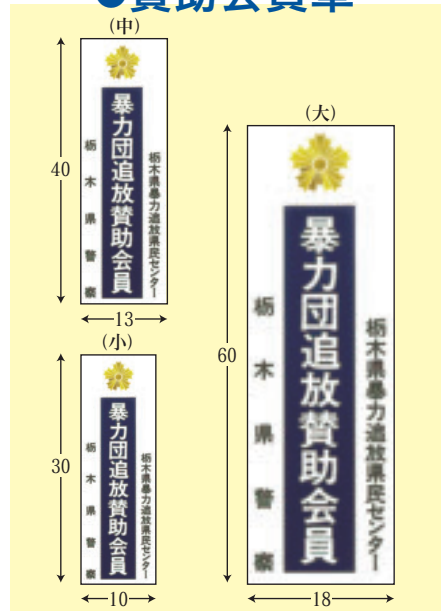 ●賛助会員章
(中)
40
暴力団追放賛助会員
栃木県暴力追放県民センター
栃木県警察
13
(小)
30
暴力団追放賛助会員
栃木県暴力追放県民センター
栃木県警察
10
(大)
60
暴力団追放賛助会員
栃木県暴力追放県民センター
栃木県警察
18